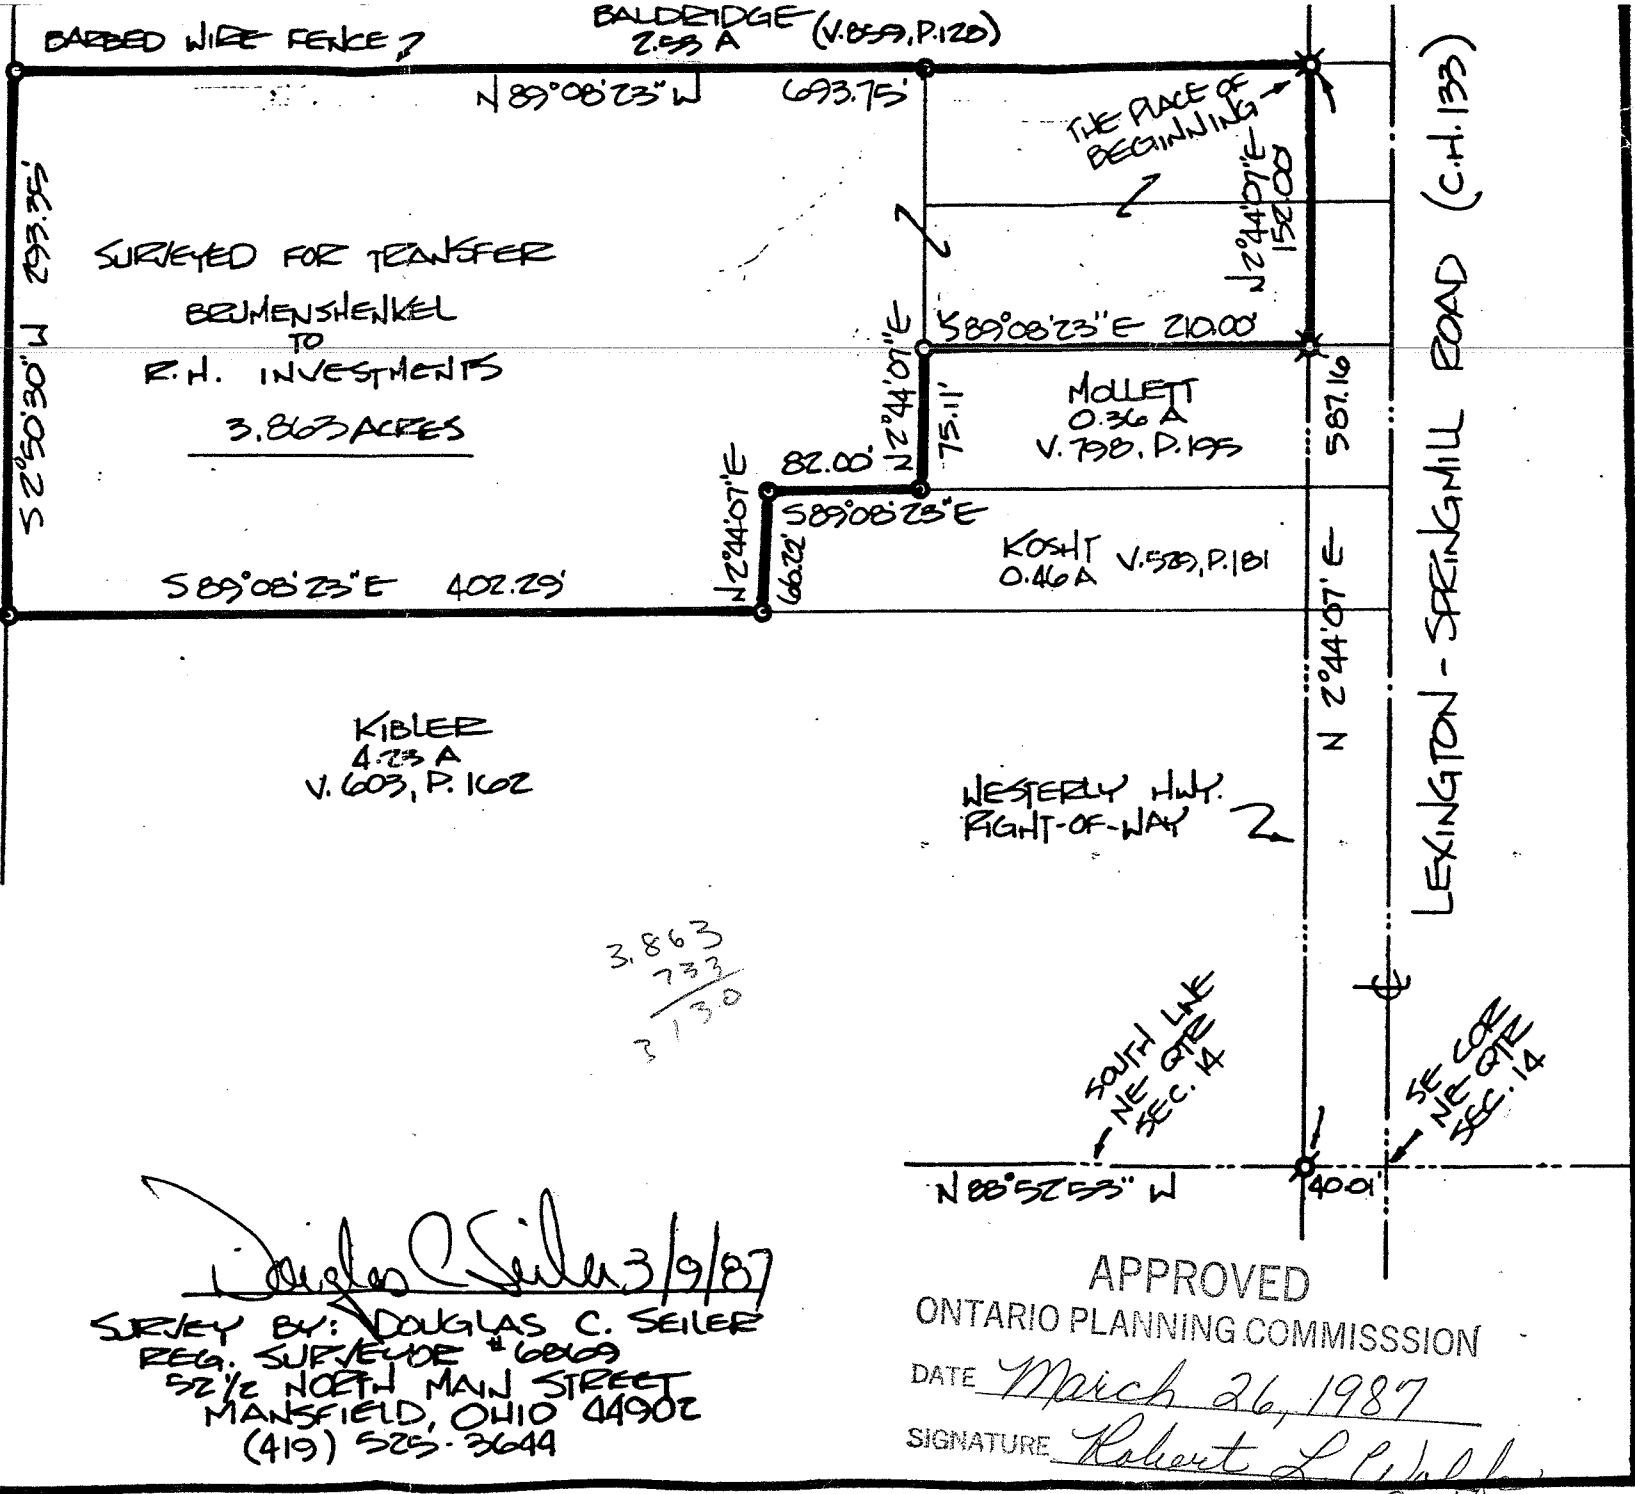 BALDRIDGE
2.53 A (V.859, P.128)
BARBED WIRE FENCE
N 89°08'23" W 693.75'
THE PLACE OF
BEGINNING
N 2°44'07" E
152.00'
S 2°50'30" W 293.35'
SURVEYED FOR TRANSFER
BRUMENSHENKEL
TO
R.H. INVESTMENTS
3.863 ACRES
S 89°08'23" E 210.00'
N 2°44'07" E
75.11'
MOLLETT
0.36 A
V. 798, P. 195
82.00'
S 89°08'23" E
N 2°44'07" E
66.22'
KOSHT V.529, P.181
0.46 A
S 89°08'23" E 402.29'
N 2°44'07" E 587.16
LEXINGTON - SPRINGMILL ROAD (C.H. 133)
KIBLER
4.23 A
V. 603, P. 162
WESTERLY HWY.
RIGHT-OF-WAY
3.863
733
3130
SOUTH LINE
NE QTR
SEC. 14
SE COR
NE QTR
SEC. 14
N 88°52'53" W 40.01'
Douglas C Seiler 3/9/87
SURVEY BY: DOUGLAS C. SEILER
REG. SURVEYOR # 6869
52 1/2 NORTH MAIN STREET
MANSFIELD, OHIO 44902
(419) 525-3644
APPROVED
ONTARIO PLANNING COMMISSSION
DATE March 26, 1987
SIGNATURE Robert L